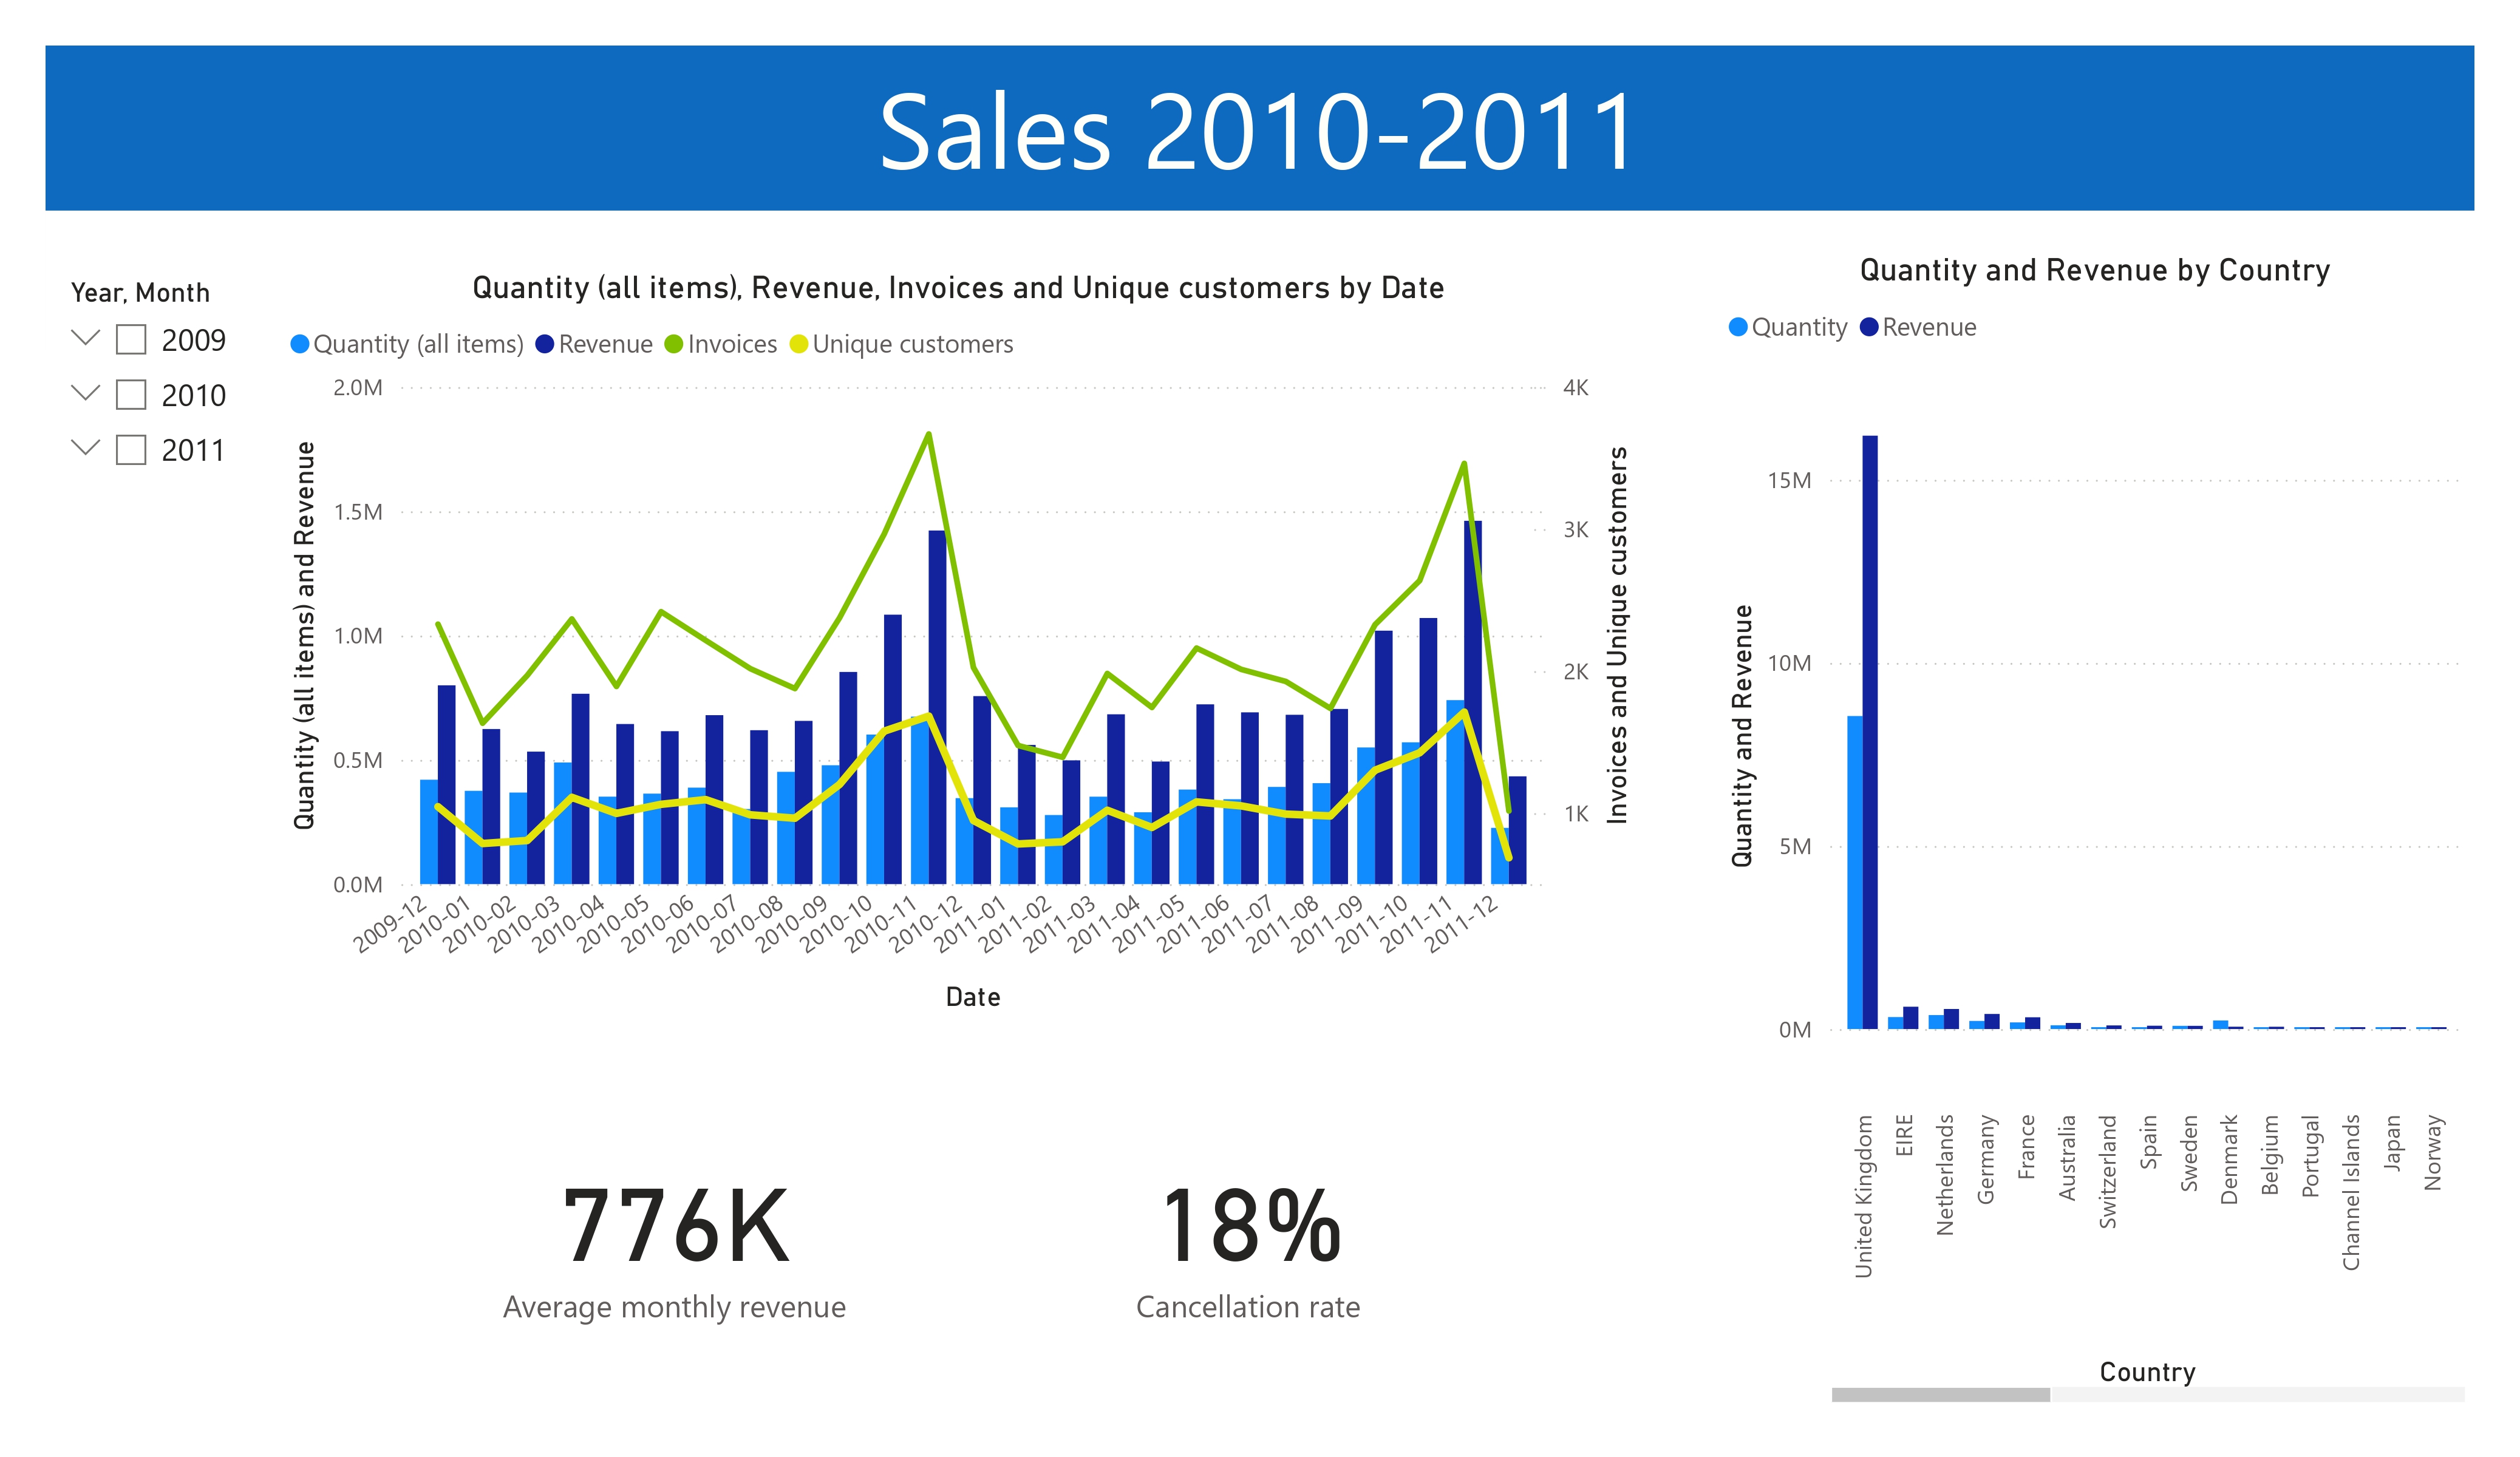 Sales 2010-2011
Year, Month
2009
2010
2011
Quantity (all items), Revenue, Invoices and Unique customers by Date
Quantity (all items) Revenue Invoices Unique customers
Quantity (all items) and Revenue
2.0M
1.5M
1.0M
0.5M
0.0M
4K
3K
2K
1K
Invoices and Unique customers
2009-12
2010-01
2010-02
2010-03
2010-04
2010-05
2010-06
2010-07
2010-08
2010-09
2010-10
2010-11
2010-12
2011-01
2011-02
2011-03
2011-04
2011-05
2011-06
2011-07
2011-08
2011-09
2011-10
2011-11
2011-12
Date
Quantity and Revenue by Country
Quantity Revenue
Quantity and Revenue
15M
10M
5M
0M
United Kingdom
EIRE
Netherlands
Germany
France
Australia
Switzerland
Spain
Sweden
Denmark
Belgium
Portugal
Channel Islands
Japan
Norway
Country
776K
Average monthly revenue
18%
Cancellation rate